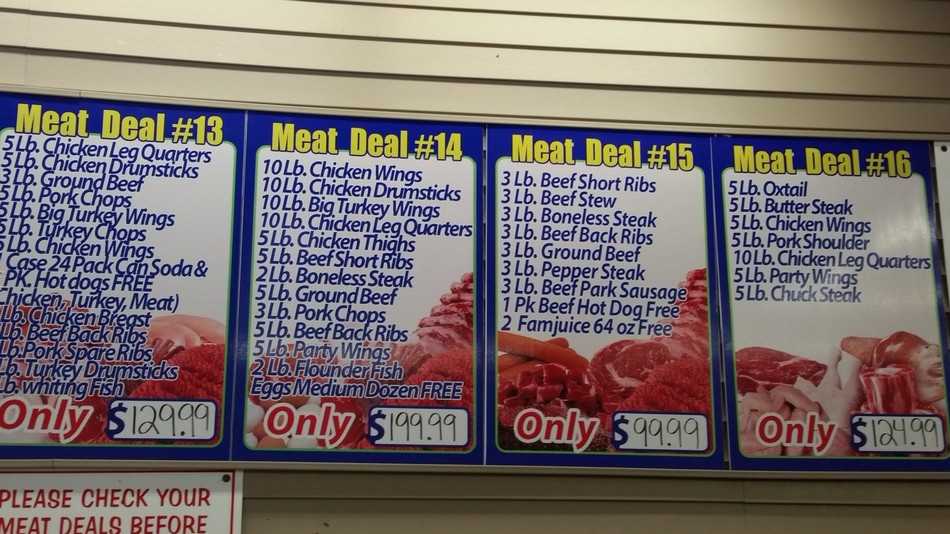 Meat Deal #13
5 Lb. Chicken Leg Quarters
5 Lb. Chicken Drumsticks
3 Lb. Ground Beef
5 Lb. Pork Chops
5 Lb. Big Turkey Wings
Lb. Turkey Chops
Lb. Chicken Wings
1 Case 24 Pack Can Soda &
PK. Hot dogs FREE
Chicken, Turkey, Meat)
Lb. Chicken Breast
Lb. Beef Back Ribs
Lb. Pork Spare Ribs
Lb. Turkey Drumsticks
Lb. whiting Fish
Only $129.99
Meat Deal #14
10 Lb. Chicken Wings
10 Lb. Chicken Drumsticks
10 Lb. Big Turkey Wings
10 Lb. Chicken Leg Quarters
5 Lb. Chicken Thighs
5 Lb. Beef Short Ribs
2 Lb. Boneless Steak
5 Lb. Ground Beef
3 Lb. Pork Chops
5 Lb. Beef Back Ribs
5 Lb. Party Wings
2 Lb. Flounder Fish
Eggs Medium Dozen FREE
Only $199.99
Meat Deal #15
3 Lb. Beef Short Ribs
3 Lb. Beef Stew
3 Lb. Boneless Steak
3 Lb. Beef Back Ribs
3 Lb. Ground Beef
3 Lb. Pepper Steak
3 Lb. Beef Park Sausage
1 Pk Beef Hot Dog Free
2 Famjuice 64 oz Free
Only $99.99
Meat Deal #16
5 Lb. Oxtail
5 Lb. Butter Steak
5 Lb. Chicken Wings
5 Lb. Pork Shoulder
10 Lb. Chicken Leg Quarters
5 Lb. Party Wings
5 Lb. Chuck Steak
Only $124.99
PLEASE CHECK YOUR
MEAT DEALS BEFORE